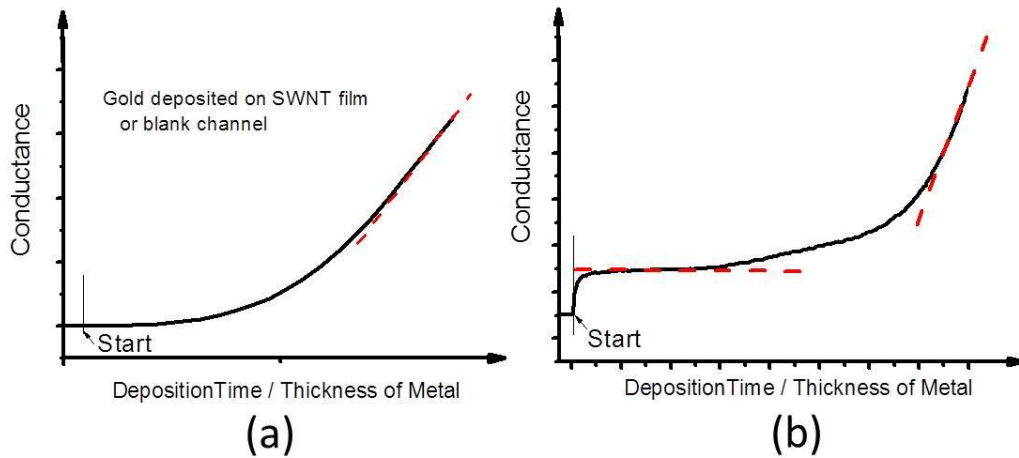 Conductance
Gold deposited on SWNT film
or blank channel
Start
DepositionTime / Thickness of Metal
(a)
Conductance
Start
DepositionTime / Thickness of Metal
(b)